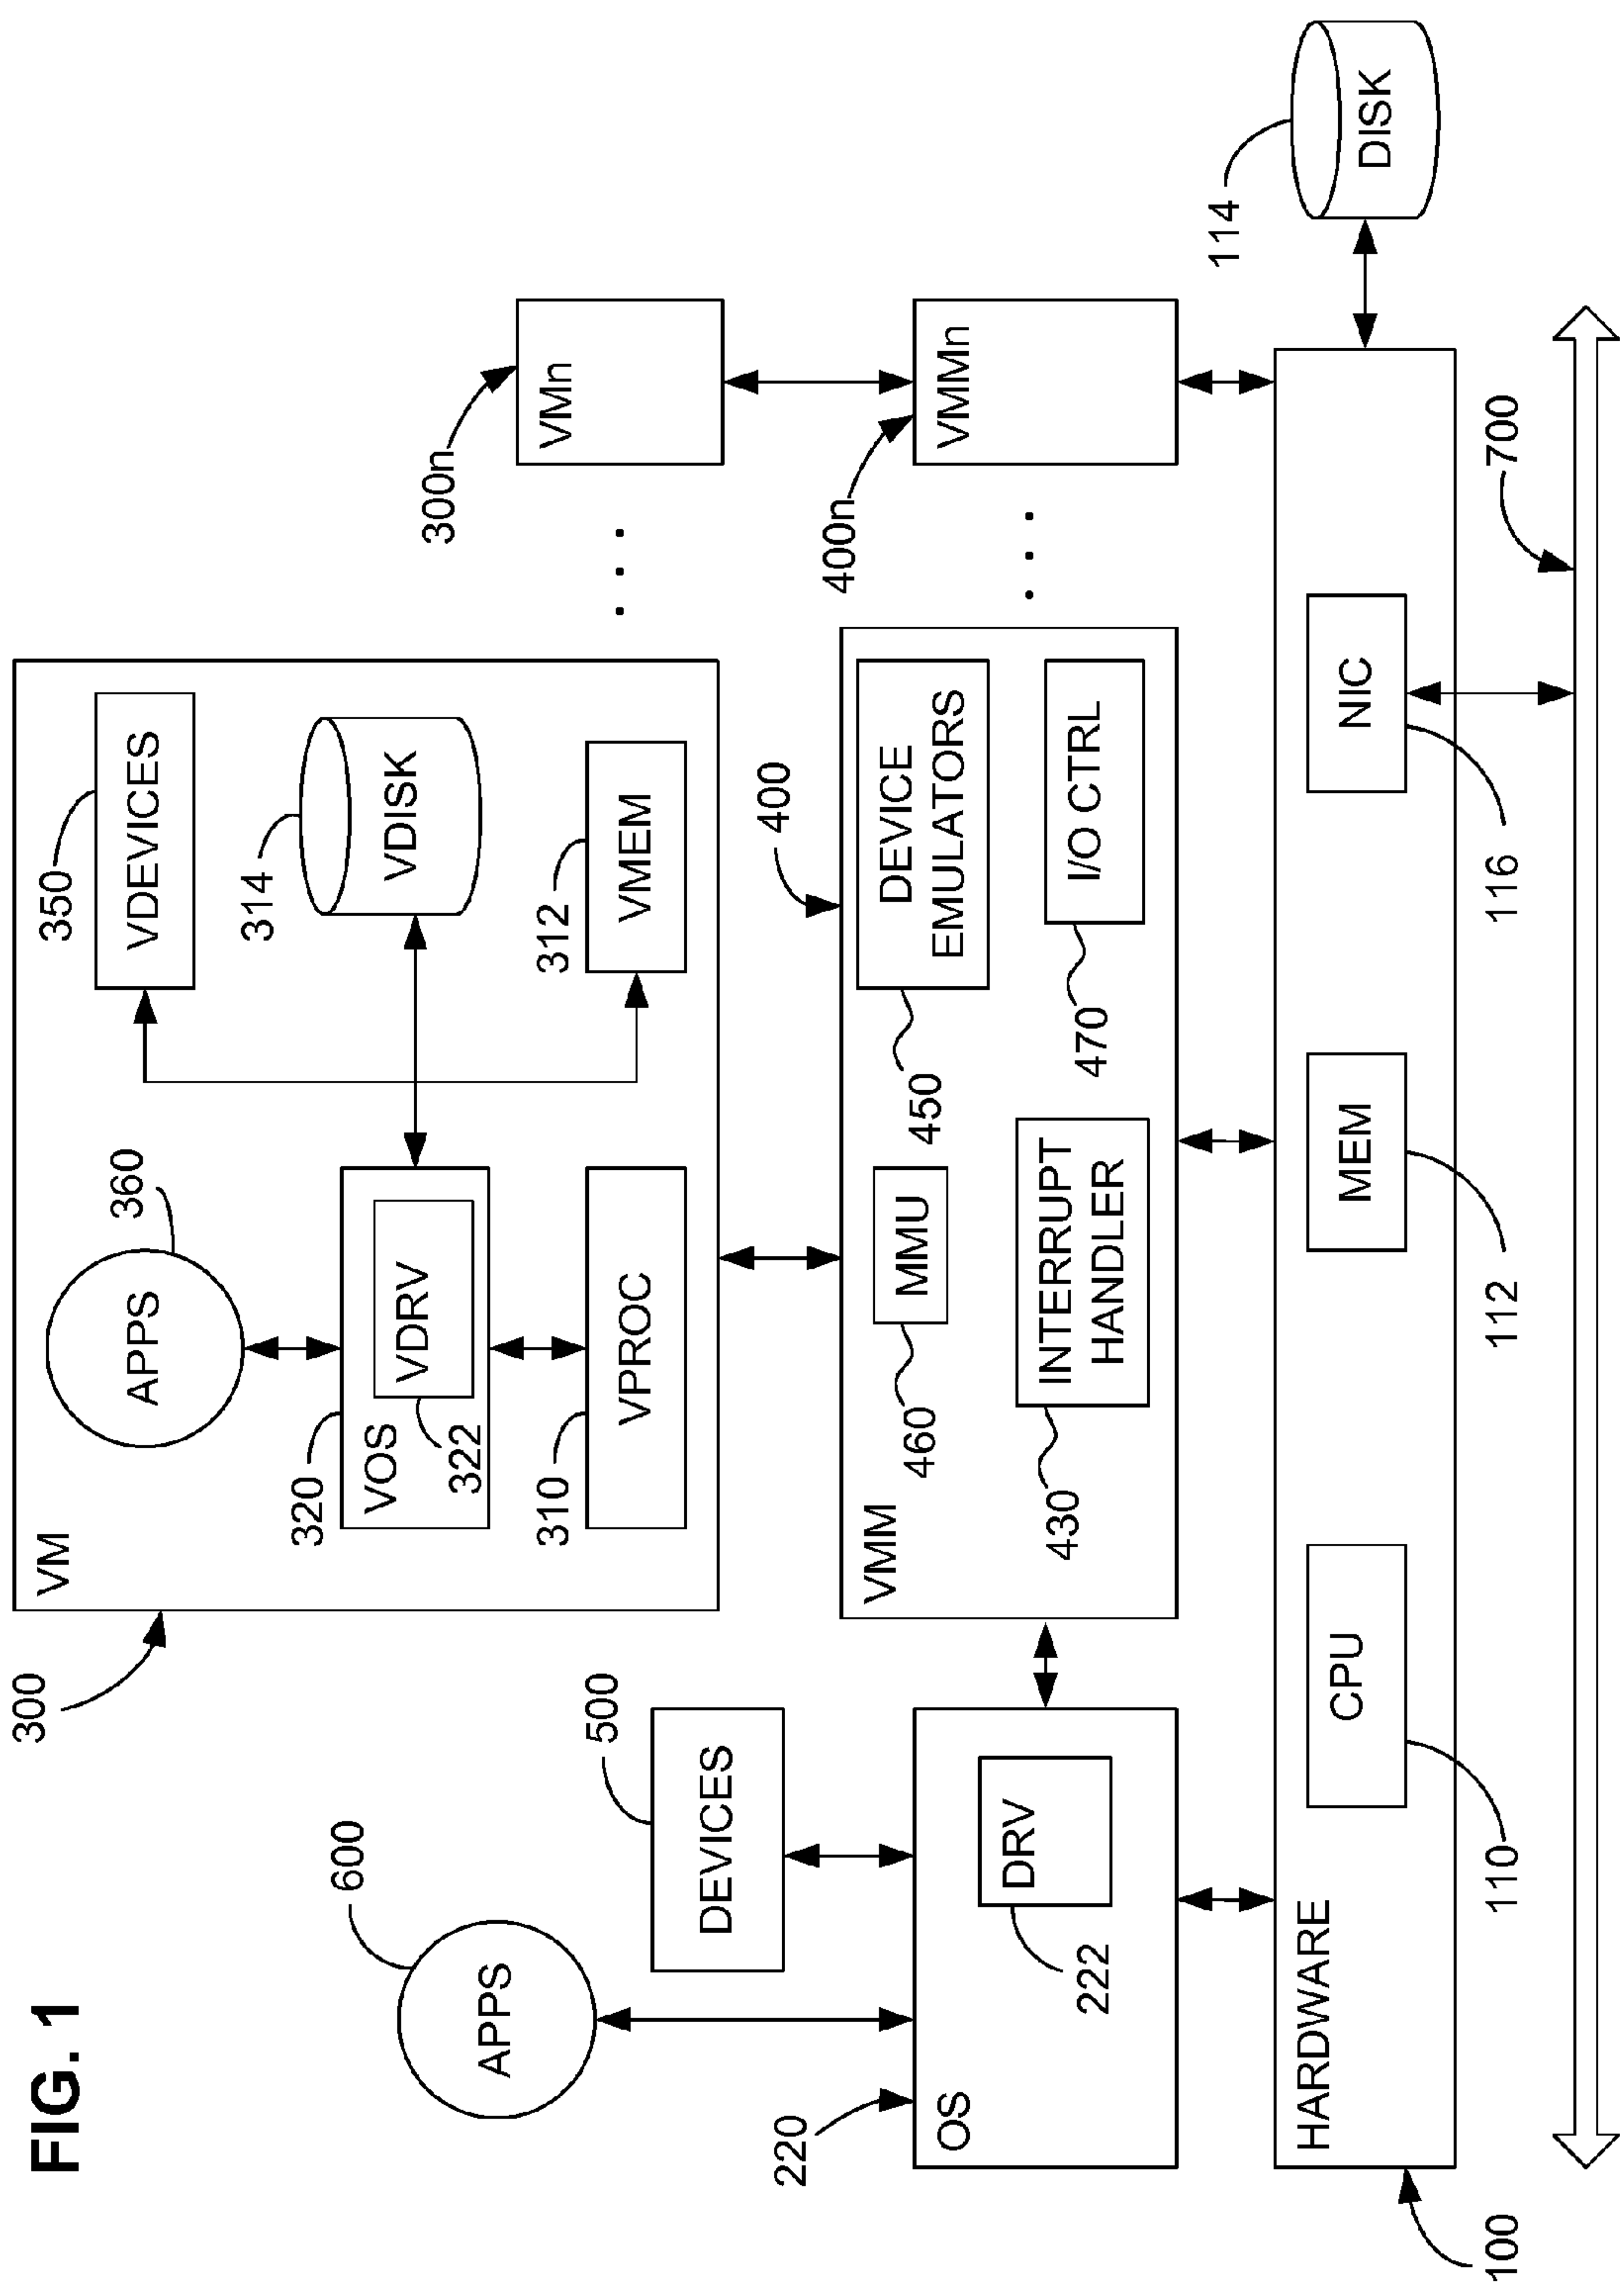 FIG. 1
300
VM
APPS
360
350
VDEVICES
320
VOS
VDRV
322
314
VDISK
310
VPROC
312
VMEM
300n
VMn
. . .
600
APPS
500
DEVICES
220
OS
DRV
222
400
VMM
460
MMU
450
DEVICE
EMULATORS
430
INTERRUPT
HANDLER
470
I/O CTRL
400n
VMMn
. . .
HARDWARE
CPU
MEM
NIC
114
DISK
100
110
112
116
700